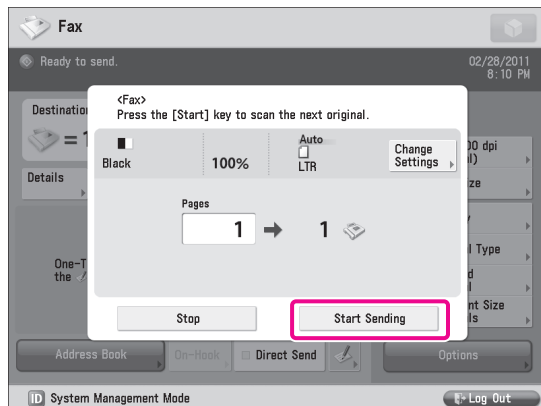 Fax
Ready to send.
02/28/2011
8:10 PM
<Fax>
Press the [Start] key to scan the next original.
Destination
= 1
Black
100%
Auto
LTR
Change
Settings
00 dpi
Details
Pages
1
1
One-T
the
l Type
nt Size
Stop
Start Sending
Address Book
On-Hook
Direct Send
Options
ID System Management Mode
Log Out